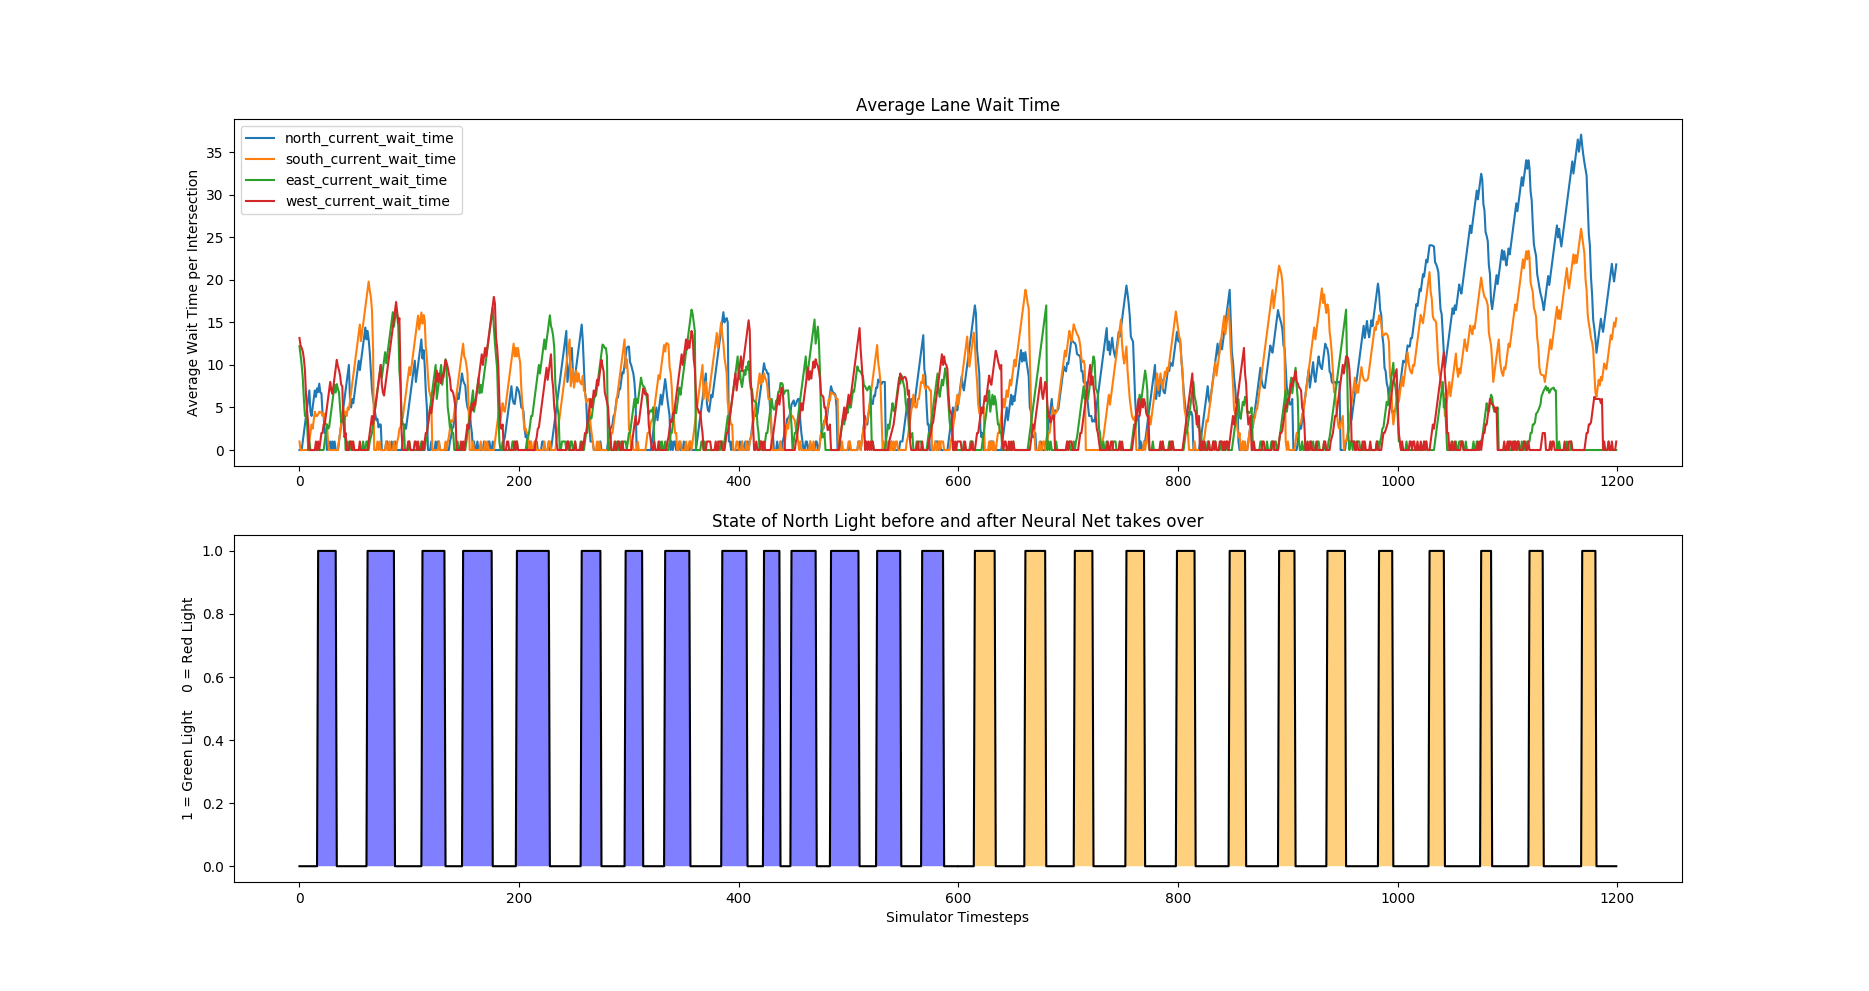 Average Lane Wait Time
north_current_wait_time
south_current_wait_time
east_current_wait_time
west_current_wait_time
Average Wait Time per Intersection
35
30
25
20
15
10
5
0
0 200 400 600 800 1000 1200
State of North Light before and after Neural Net takes over
1 = Green Light 0 = Red Light
1.0
0.8
0.6
0.4
0.2
0.0
0 200 400 600 800 1000 1200
Simulator Timesteps